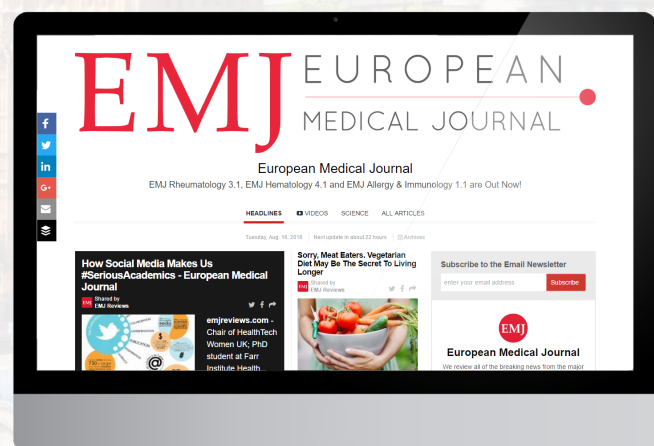 EMJ EUROPEAN
MEDICAL JOURNAL
European Medical Journal
EMJ Rheumatology 3.1, EMJ Hematology 4.1 and EMJ Allergy & Immunology 1.1 are Out Now!
HEADLINES VIDEOS SCIENCE ALL ARTICLES
Tuesday, Aug. 16, 2016 Next update in about 22 hours Archives
How Social Media Makes Us
#SeriousAcademics - European Medical
Journal
EMJ Shared by
EMJ Reviews
emjreviews.com -
Chair of HealthTech
Women UK; PhD
student at Farr
Institute Health...
Sorry, Meat Eaters. Vegetarian
Diet May Be The Secret To Living
Longer
EMJ Shared by
EMJ Reviews
Subscribe to the Email Newsletter
enter your email address Subscribe
EMJ
European Medical Journal
We review all of the breaking news from the major
f
in
G+